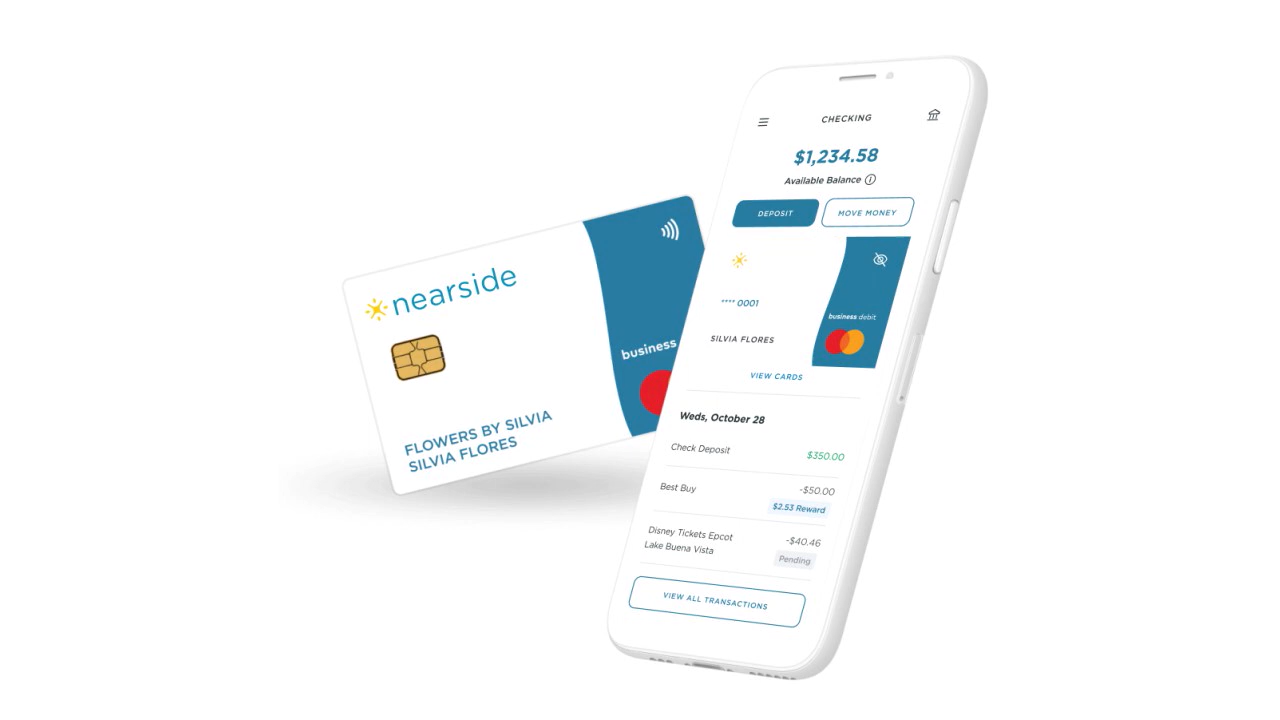 nearside
business
FLOWERS BY SILVIA
SILVIA FLORES
CHECKING
$1,234.58
Available Balance
DEPOSIT
MOVE MONEY
**** 0001
business debit
SILVIA FLORES
VIEW CARDS
Weds, October 28
Check Deposit $350.00
Best Buy -$50.00
$2.53 Reward
Disney Tickets Epcot -$40.46
Lake Buena Vista Pending
VIEW ALL TRANSACTIONS